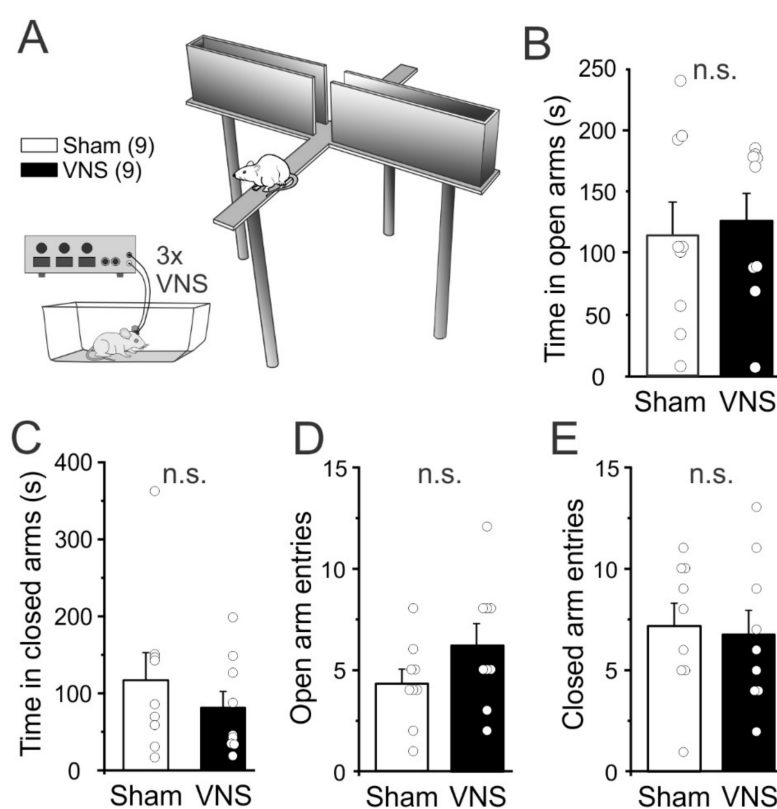 A
Sham (9)
VNS (9)
3x
VNS
B
n.s.
Time in open arms (s)
250
200
150
100
50
0
Sham VNS
C
n.s.
Time in closed arms (s)
400
350
200
100
0
Sham VNS
D
n.s.
Open arm entries
15
10
5
0
Sham VNS
E
n.s.
Closed arm entries
15
10
5
0
Sham VNS